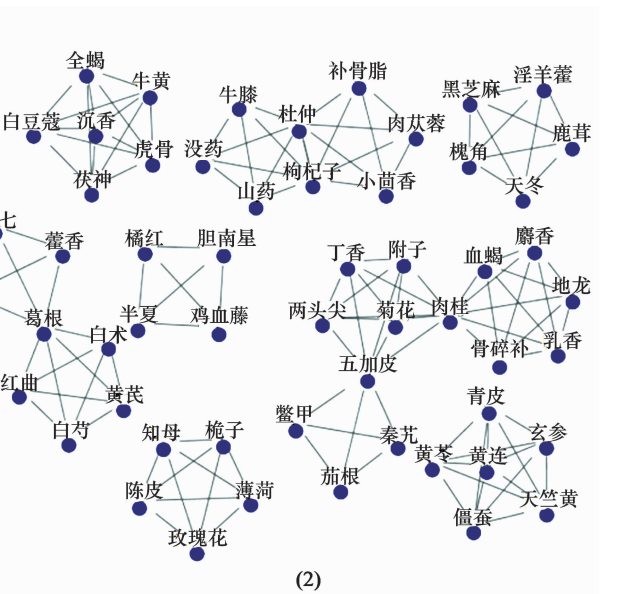 全蝎
牛黄
白豆蔻
沉香
虎骨
茯神
补骨脂
牛膝
杜仲
肉苁蓉
没药
枸杞子
小茴香
山药
淫羊藿
黑芝麻
鹿茸
槐角
天冬
七
藿香
葛根
白术
红曲
黄芪
白芍
橘红
胆南星
半夏
鸡血藤
丁香
附子
两头尖
菊花
肉桂
五加皮
血蝎
麝香
地龙
骨碎补
乳香
鳖甲
秦艽
茄根
知母
桅子
陈皮
薄菏
玫瑰花
青皮
玄参
黄芩
黄连
天竺黄
僵蚕
(2)